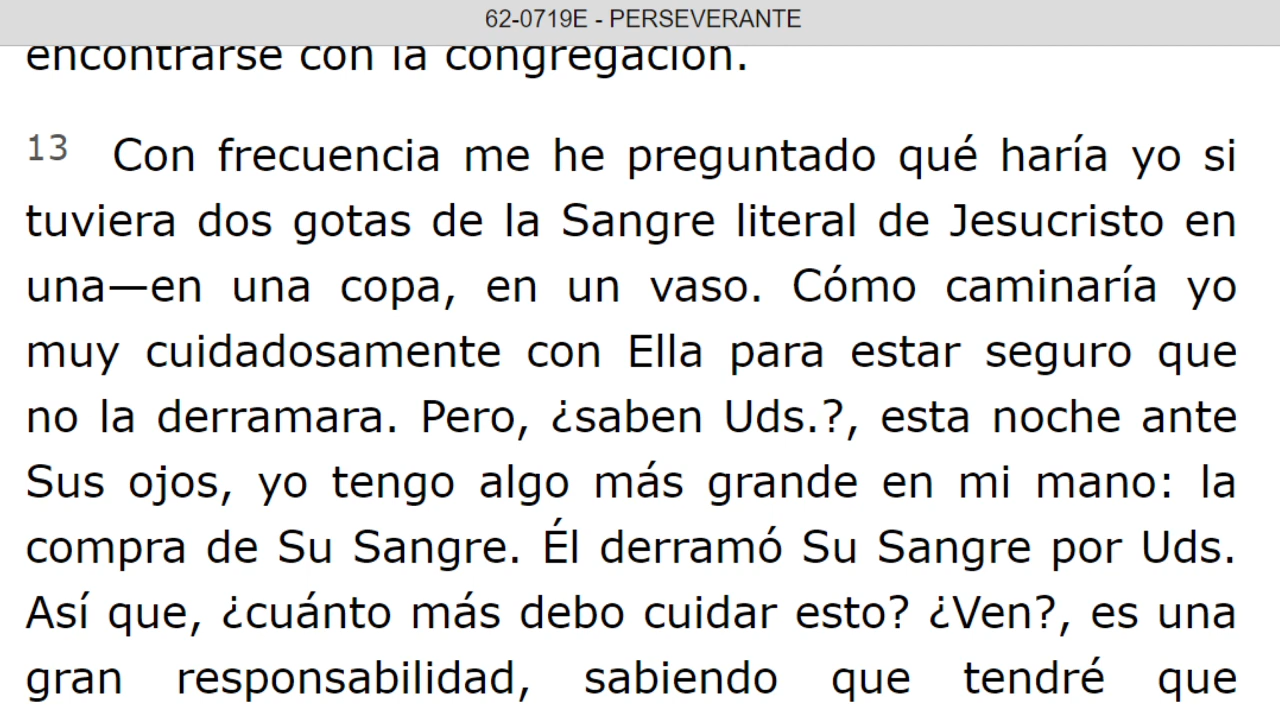 62-0719E - PERSEVERANTE
encontrarse con la congregación.
13 Con frecuencia me he preguntado qué haría yo si
tuviera dos gotas de la Sangre literal de Jesucristo en
una—en una copa, en un vaso. Cómo caminaría yo
muy cuidadosamente con Ella para estar seguro que
no la derramara. Pero, ¿saben Uds.?, esta noche ante
Sus ojos, yo tengo algo más grande en mi mano: la
compra de Su Sangre. Él derramó Su Sangre por Uds.
Así que, ¿cuánto más debo cuidar esto? ¿Ven?, es una
gran responsabilidad, sabiendo que tendré que